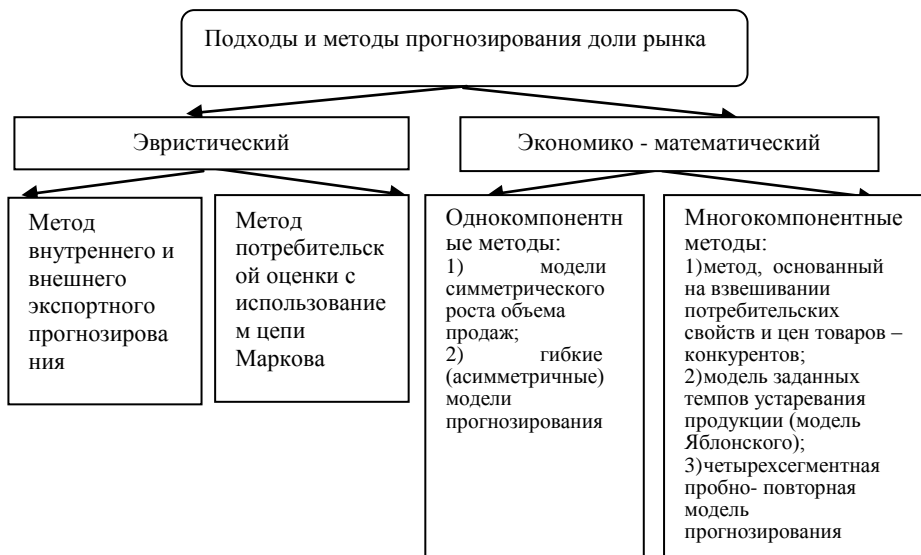 Подходы и методы прогнозирования доли рынка
Эвристический
Экономико - математический
Метод
внутреннего и
внешнего
экспортного
прогнозирова
ния
Метод
потребительск
ой оценки с
использование
м цепи
Маркова
Однокомпонентн
ые методы:
1) модели
симметрического
роста объема
продаж;
2) гибкие
(асимметричные)
модели
прогнозирования
Многокомпонентные
методы:
1)метод, основанный
на взвешивании
потребительских
свойств и цен товаров –
конкурентов;
2)модель заданных
темпов устаревания
продукции (модель
Яблонского);
3)четырехсегментная
пробно- повторная
модель
прогнозирования